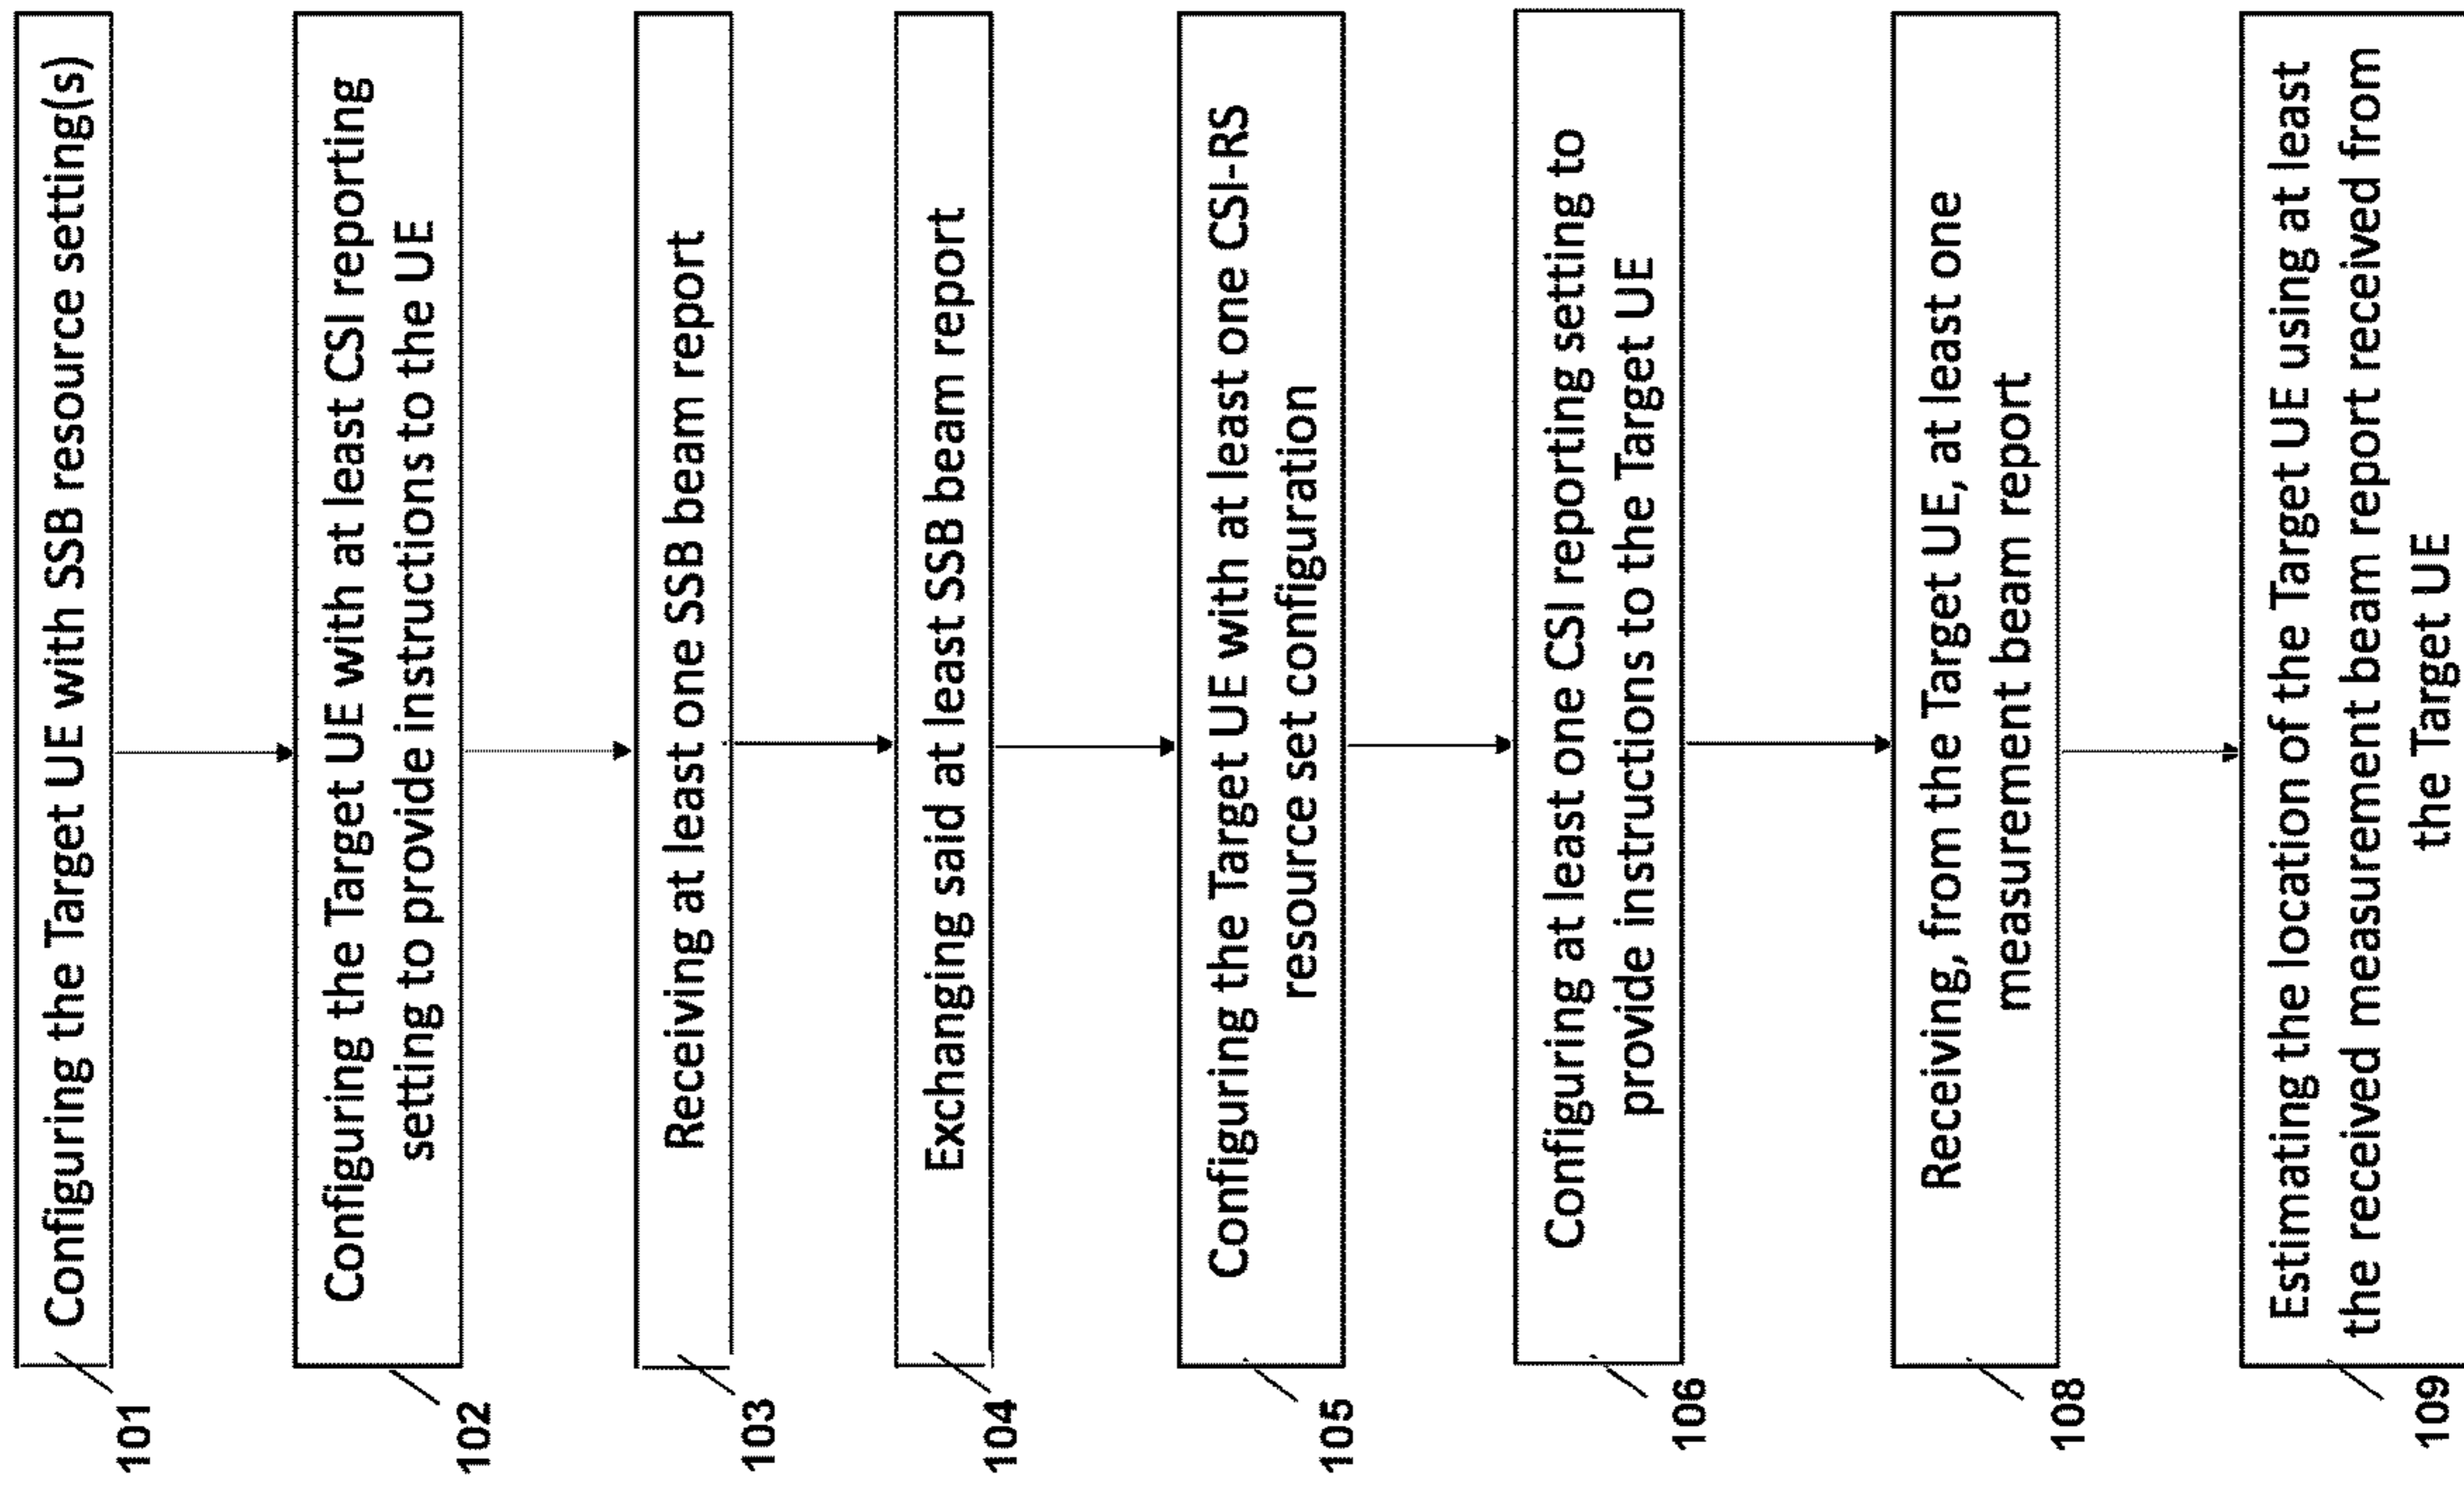 101
Configuring the Target UE with SSB resource setting(s)
102
Configuring the Target UE with at least CSI reporting
setting to provide instructions to the UE
103
Receiving at least one SSB beam report
104
Exchanging said at least SSB beam report
105
Configuring the Target UE with at least one CSI-RS
resource set configuration
106
Configuring at least one CSI reporting setting to
provide instructions to the Target UE
108
Receiving, from the Target UE, at least one
measurement beam report
109
Estimating the location of the Target UE using at least
the received measurement beam report received from
the Target UE